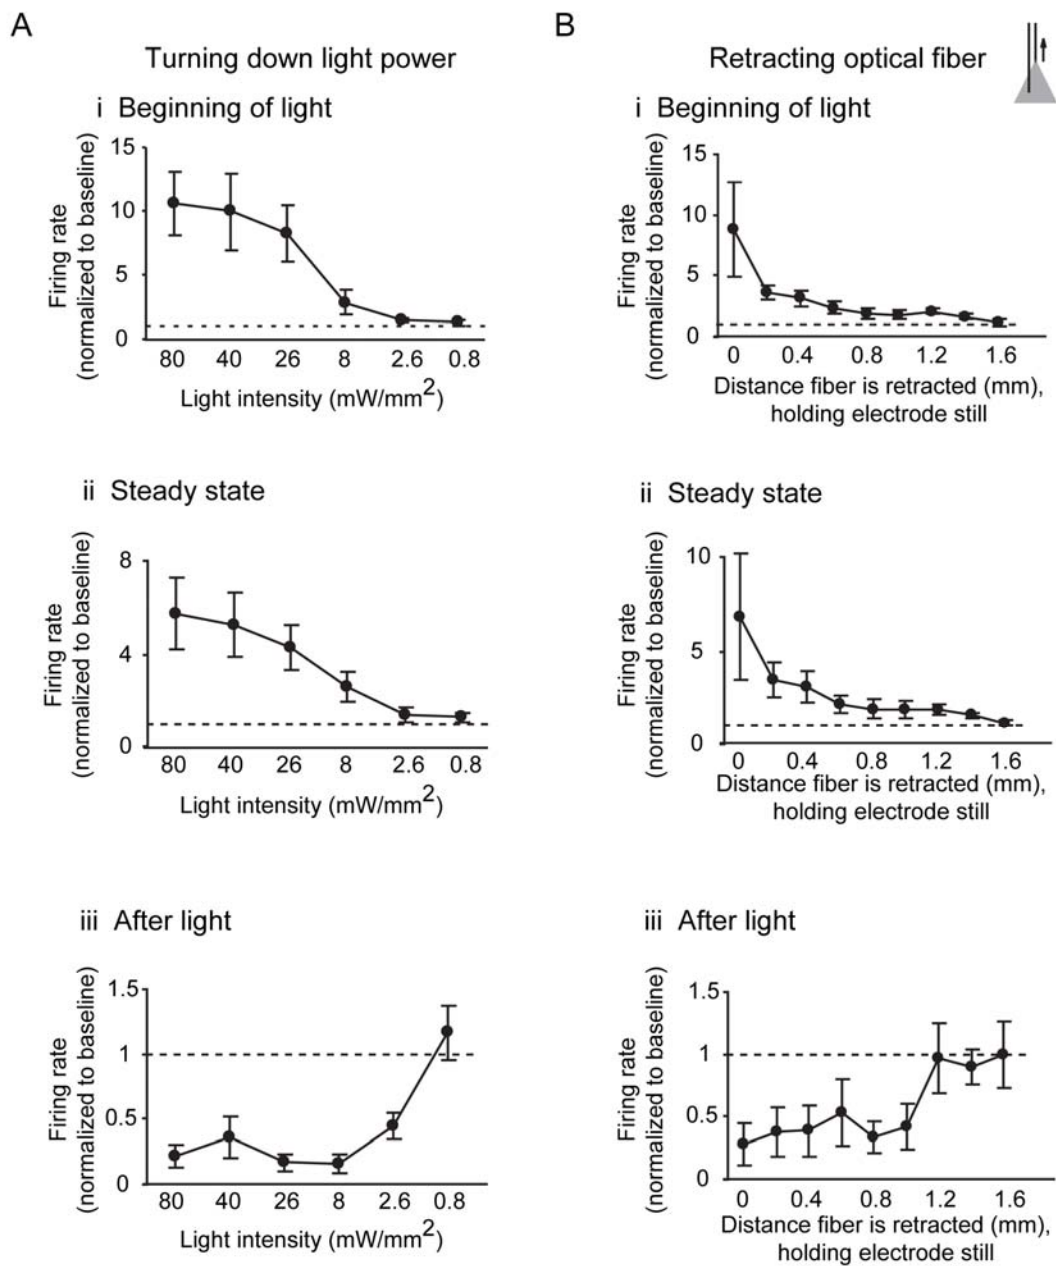 A
Turning down light power
i Beginning of light
Firing rate
(normalized to baseline)
15
10
5
0
80 40 26 8 2.6 0.8
Light intensity (mW/mm²)
ii Steady state
Firing rate
(normalized to baseline)
8
4
0
80 40 26 8 2.6 0.8
Light intensity (mW/mm²)
iii After light
Firing rate
(normalized to baseline)
1.5
1
0.5
0
80 40 26 8 2.6 0.8
Light intensity (mW/mm²)
B
Retracting optical fiber
i Beginning of light
Firing rate
(normalized to baseline)
15
10
5
0
0 0.4 0.8 1.2 1.6
Distance fiber is retracted (mm),
holding electrode still
ii Steady state
Firing rate
(normalized to baseline)
10
5
0
0 0.4 0.8 1.2 1.6
Distance fiber is retracted (mm),
holding electrode still
iii After light
Firing rate
(normalized to baseline)
1.5
1
0.5
0
0 0.4 0.8 1.2 1.6
Distance fiber is retracted (mm),
holding electrode still